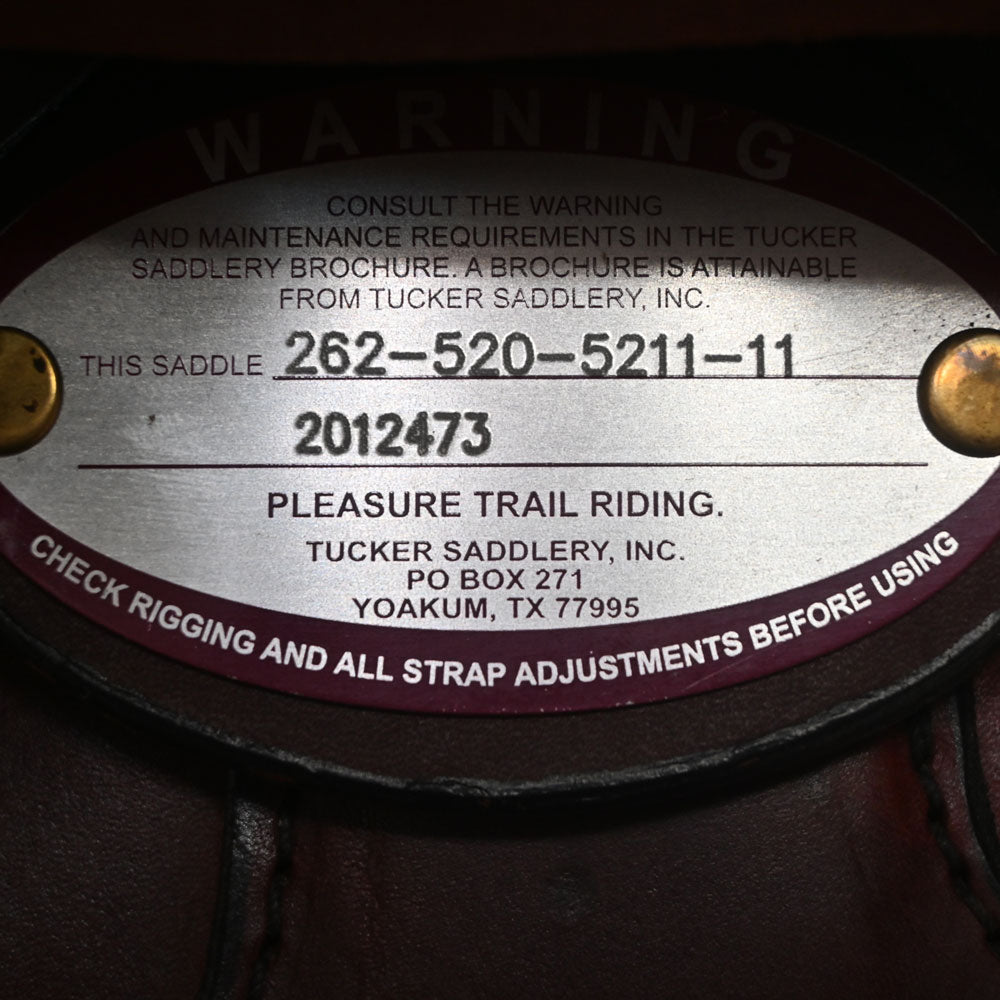 WARNING
CONSULT THE WARNING
AND MAINTENANCE REQUIREMENTS IN THE TUCKER
SADDLERY BROCHURE. A BROCHURE IS ATTAINABLE
FROM TUCKER SADDLERY, INC.
THIS SADDLE 262-520-5211-11
2012473
PLEASURE TRAIL RIDING.
TUCKER SADDLERY, INC.
PO BOX 271
YOAKUM, TX 77995
CHECK RIGGING AND ALL STRAP ADJUSTMENTS BEFORE USING